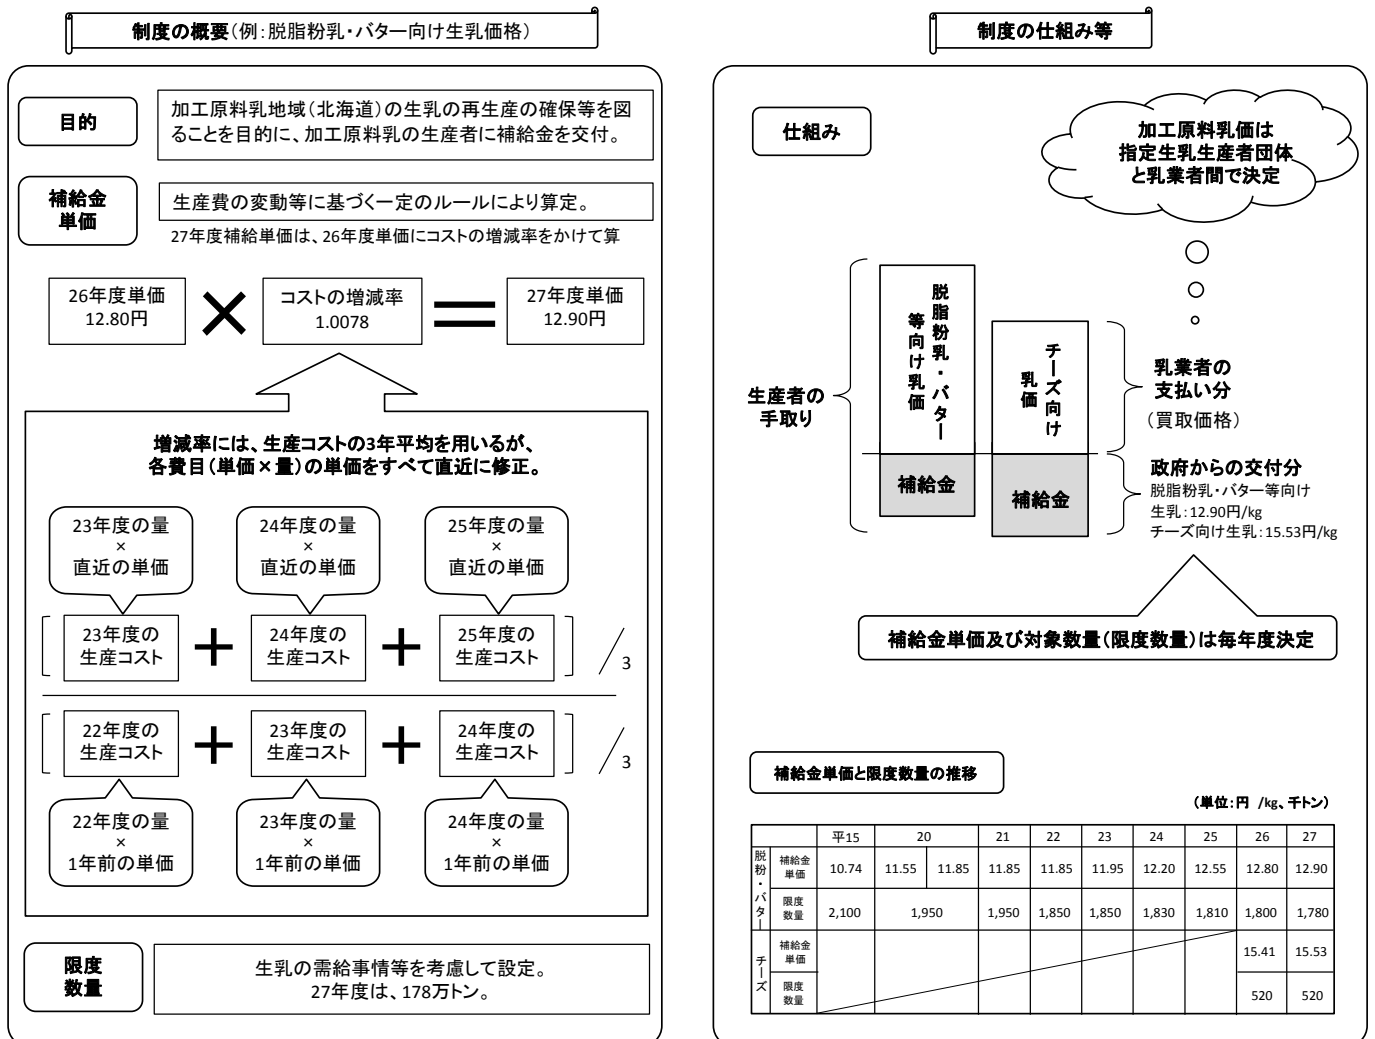 制度の概要(例:脱脂粉乳・バター向け生乳価格)
目的
加工原料乳地域(北海道)の生乳の再生産の確保等を図
ることを目的に、加工原料乳の生産者に補給金を交付。
補給金
単価
生産費の変動等に基づく一定のルールにより算定。
27年度補給単価は、26年度単価にコストの増減率をかけて算
26年度単価
12.80円
×
コストの増減率
1.0078
=
27年度単価
12.90円
増減率には、生産コストの3年平均を用いるが、
各費目(単価×量)の単価をすべて直近に修正。
23年度の量
×
直近の単価
24年度の量
×
直近の単価
25年度の量
×
直近の単価
23年度の
生産コスト
+
24年度の
生産コスト
+
25年度の
生産コスト
/3
22年度の
生産コスト
+
23年度の
生産コスト
+
24年度の
生産コスト
/3
22年度の量
×
1年前の単価
23年度の量
×
1年前の単価
24年度の量
×
1年前の単価
限度
数量
生乳の需給事情等を考慮して設定。
27年度は、178万トン。
制度の仕組み等
仕組み
加工原料乳価は
指定生乳生産者団体
と乳業者間で決定
生産者の
手取り
脱脂粉乳・バター
等向け乳価
補給金
チーズ向け
乳価
補給金
乳業者の
支払い分
(買取価格)
政府からの交付分
脱脂粉乳・バター等向け
生乳:12.90円/kg
チーズ向け生乳:15.53円/kg
補給金単価及び対象数量(限度数量)は毎年度決定
補給金単価と限度数量の推移
(単位:円 /kg、千トン)
平15 20 21 22 23 24 25 26 27
脱粉・バター
補給金
単価
10.74 11.55 11.85 11.85 11.85 11.95 12.20 12.55 12.80 12.90
限度
数量
2,100 1,950 1,950 1,850 1,850 1,830 1,810 1,800 1,780
チーズ
補給金
単価
15.41 15.53
限度
数量
520 520